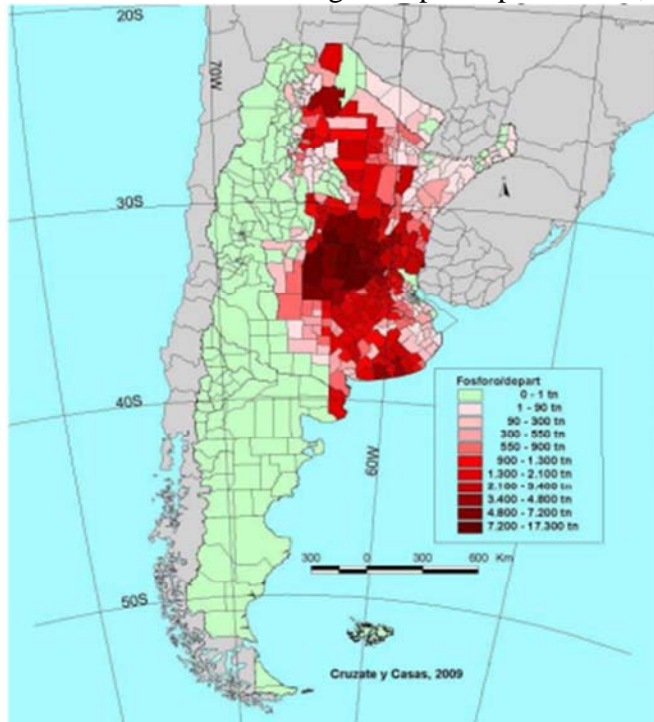 20S
70W
30S
Fosforo/depart
0 - 1 tn
1 - 90 tn
90 - 300 tn
300 - 550 tn
550 - 900 tn
900 - 1.300 tn
1.300 - 2.100 tn
2.100 - 3.400 tn
3.400 - 4.800 tn
4.800 - 7.200 tn
7.200 - 17.300 tn
40S
60W
300 0 300 600 Km
50S
Cruzate y Casas, 2009